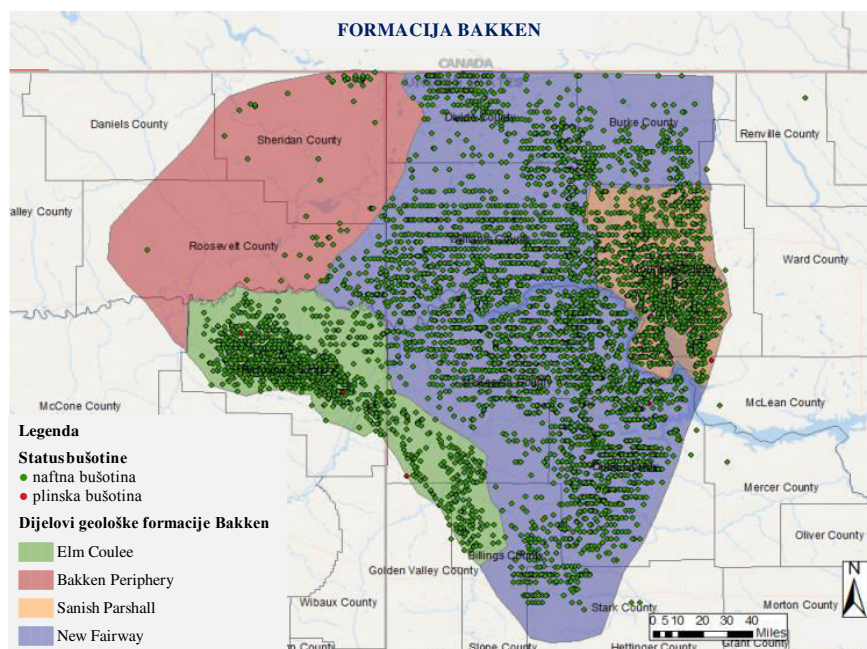 FORMACIJA BAKKEN
CANADA
Daniels County
Sheridan County
Divide County
Burke County
Renville County
alley County
Roosevelt County
Ward County
McCone County
McLean County
Mercer County
Oliver County
Billings County
Golden Valley County
Wibaux County
Stark County
Morton County
Slope County
Hettinger County
Grant County
Legenda
Status bušotine
naftna bušotina
plinska bušotina
Dijelovi geološke formacije Bakken
Elm Coulee
Bakken Periphery
Sanish Parshall
New Fairway
N
0 5 10 20 30 40
Miles